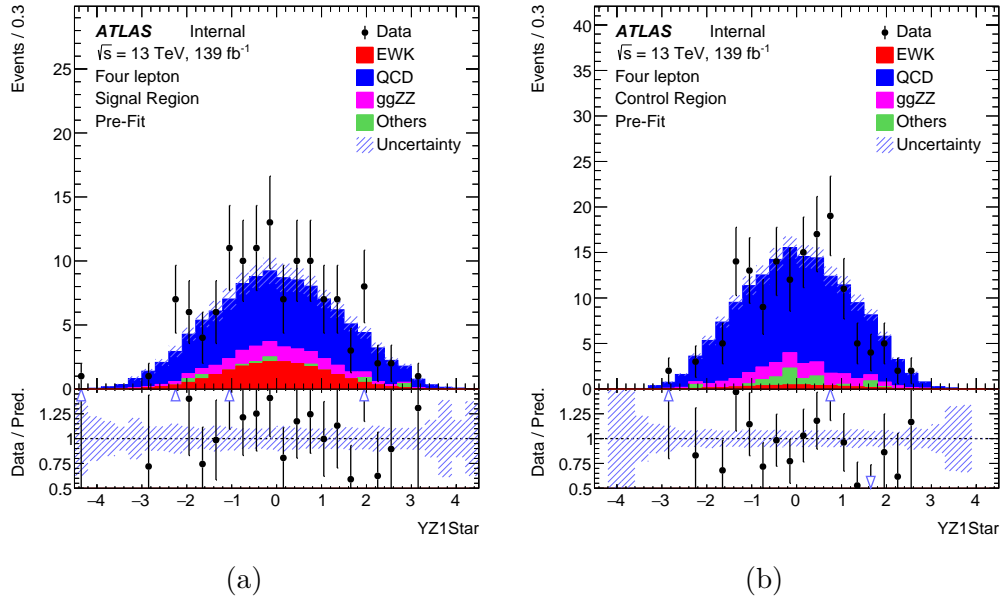 Events / 0.3
ATLAS Internal
√s = 13 TeV, 139 fb-1
Four lepton
Signal Region
Pre-Fit
Data
EWK
QCD
ggZZ
Others
Uncertainty
25
20
15
10
5
0
Data / Pred.
1.25
1
0.75
0.5
−4 −3 −2 −1 0 1 2 3 4
YZ1Star
(a)
Events / 0.3
ATLAS Internal
√s = 13 TeV, 139 fb-1
Four lepton
Control Region
Pre-Fit
Data
EWK
QCD
ggZZ
Others
Uncertainty
40
35
30
25
20
15
10
5
0
Data / Pred.
1.25
1
0.75
0.5
−4 −3 −2 −1 0 1 2 3 4
YZ1Star
(b)